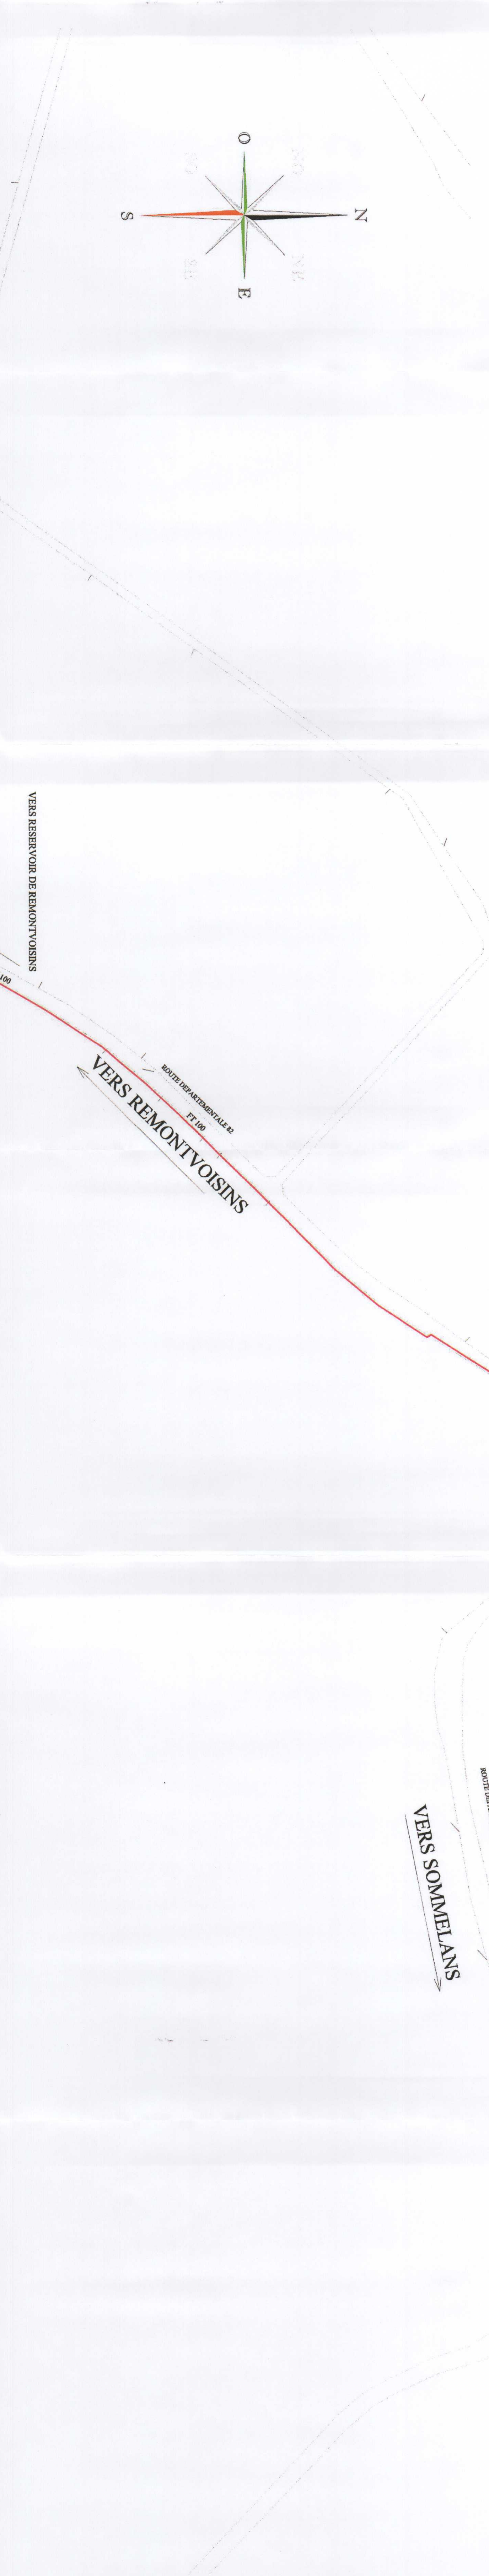 O
N
S
E
VERS RESERVOIR DE REMONTVOISINS
100
ROUTE DEPARTEMENTALE 82
FT 100
VERS REMONTVOISINS
VERS SOMMELANS